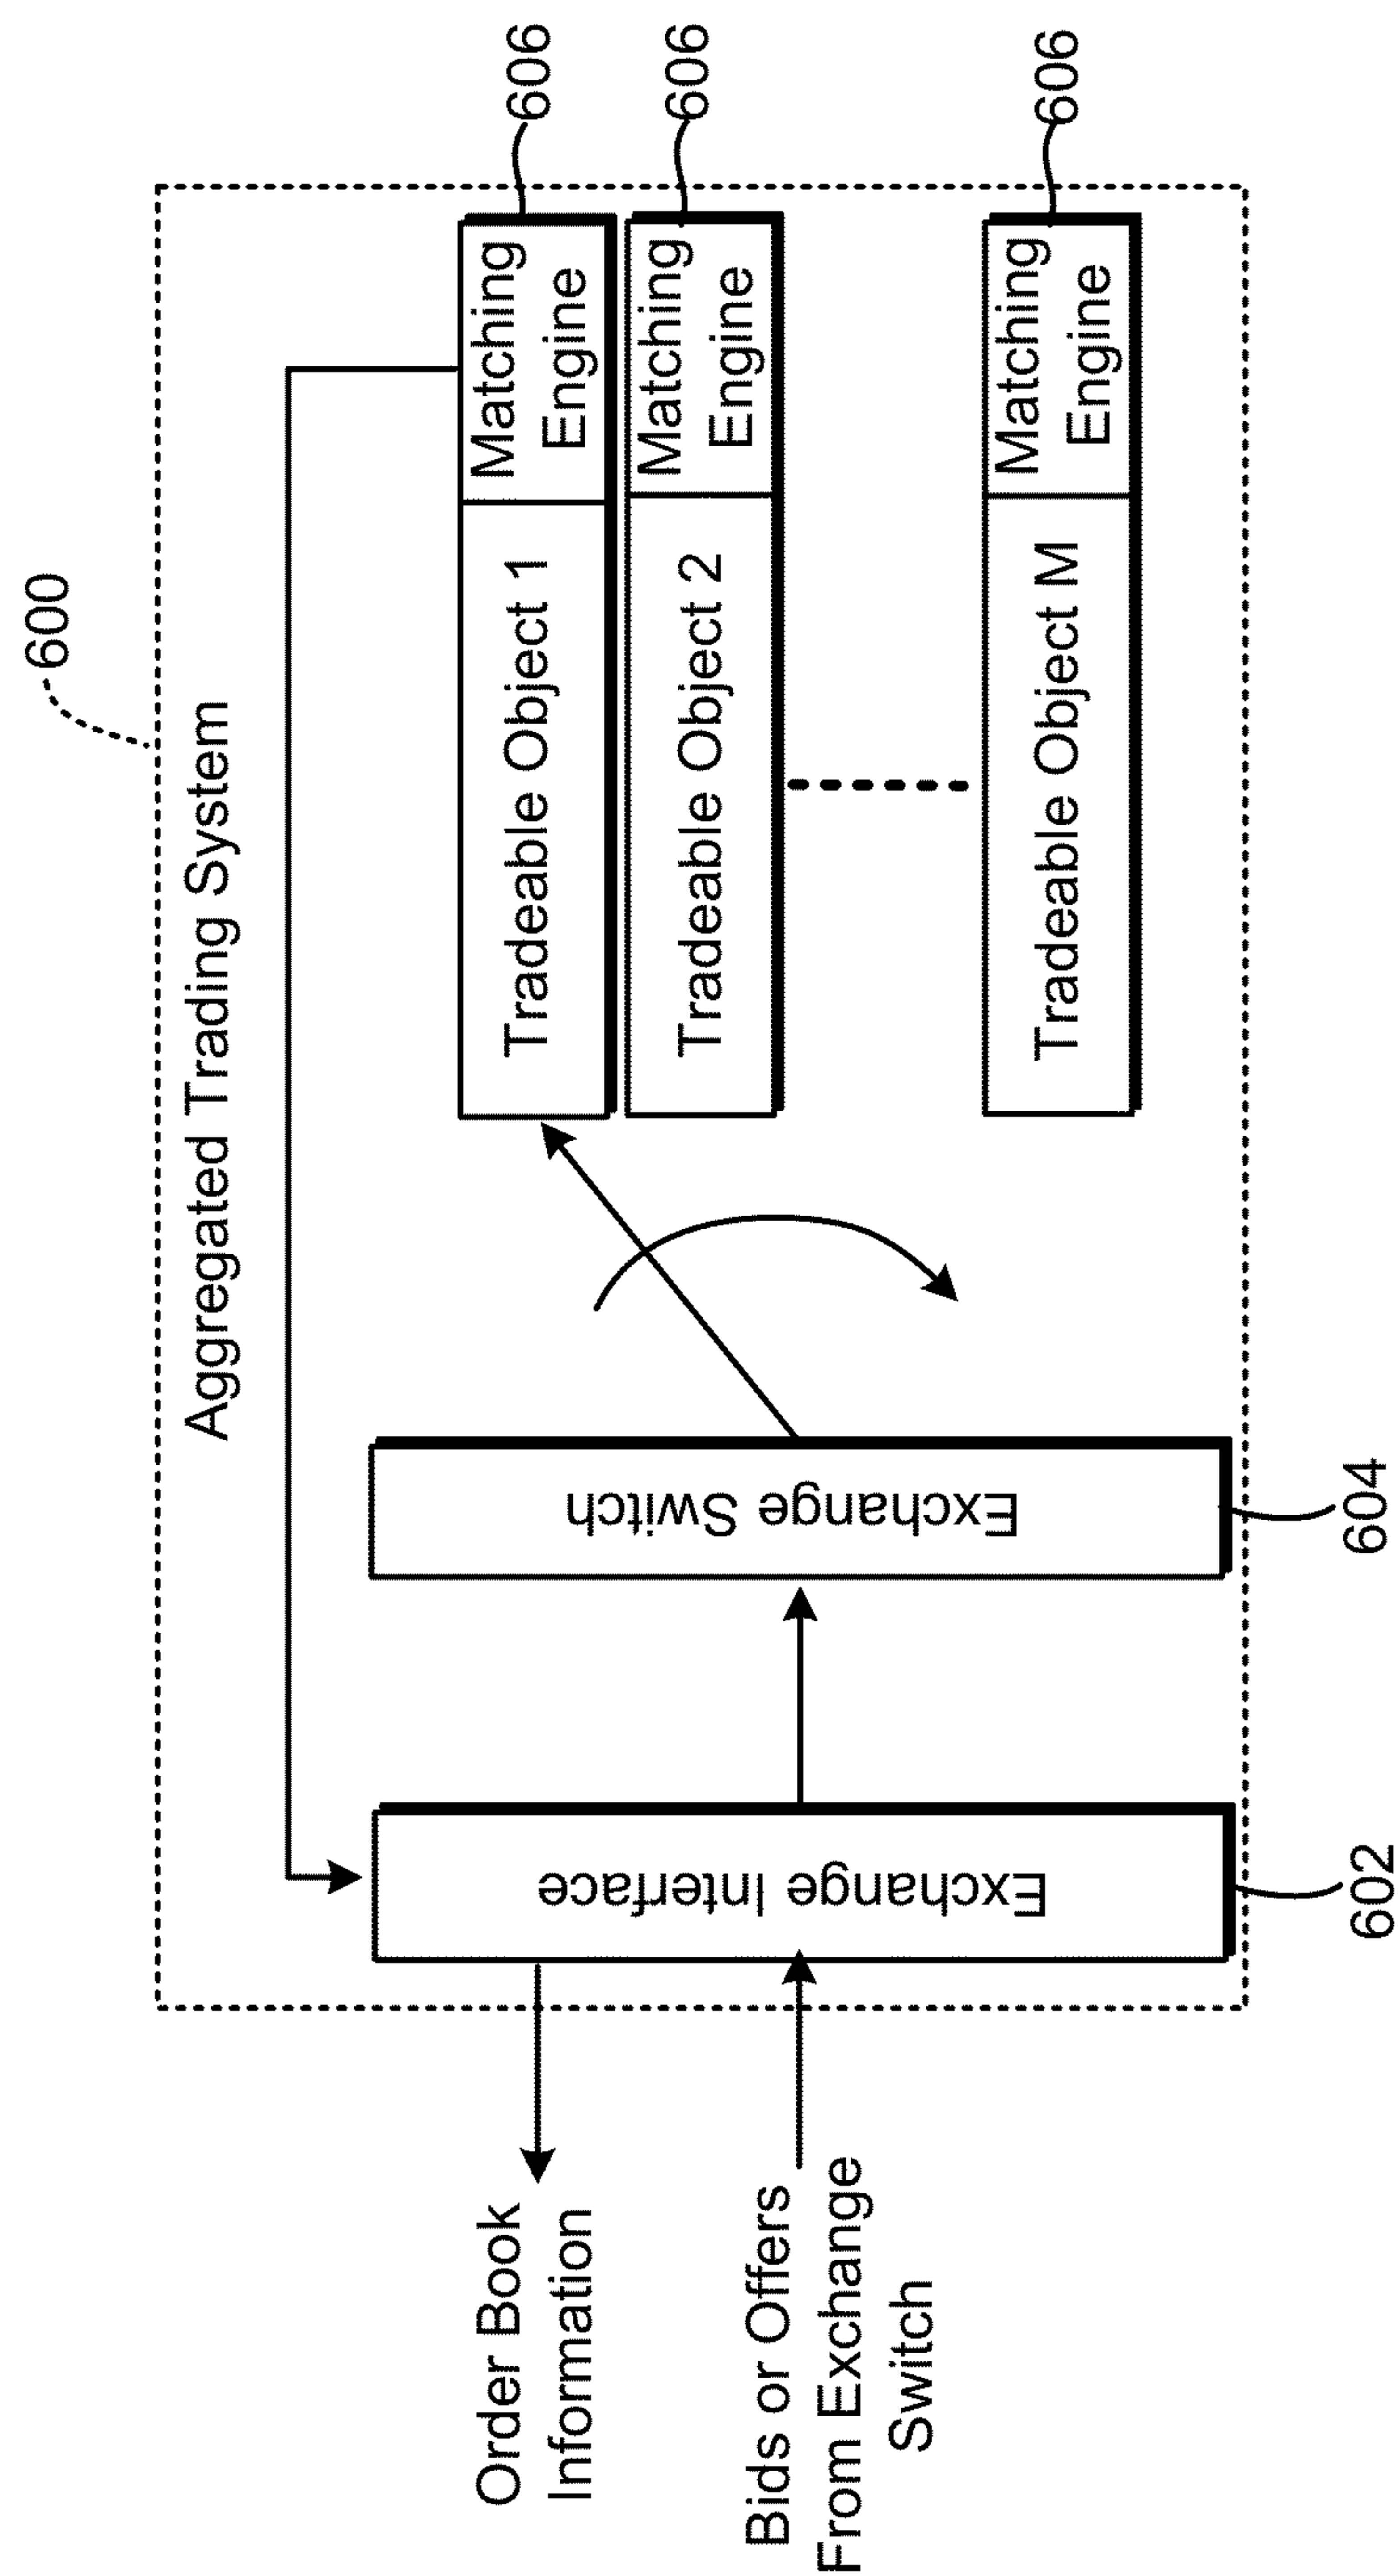 600
Aggregated Trading System
Order Book
Information
Bids or Offers
From Exchange
Switch
Exchange Interface
602
Exchange Switch
604
Tradeable Object 1
Matching
Engine
606
Tradeable Object 2
Matching
Engine
606
Tradeable Object M
Matching
Engine
606